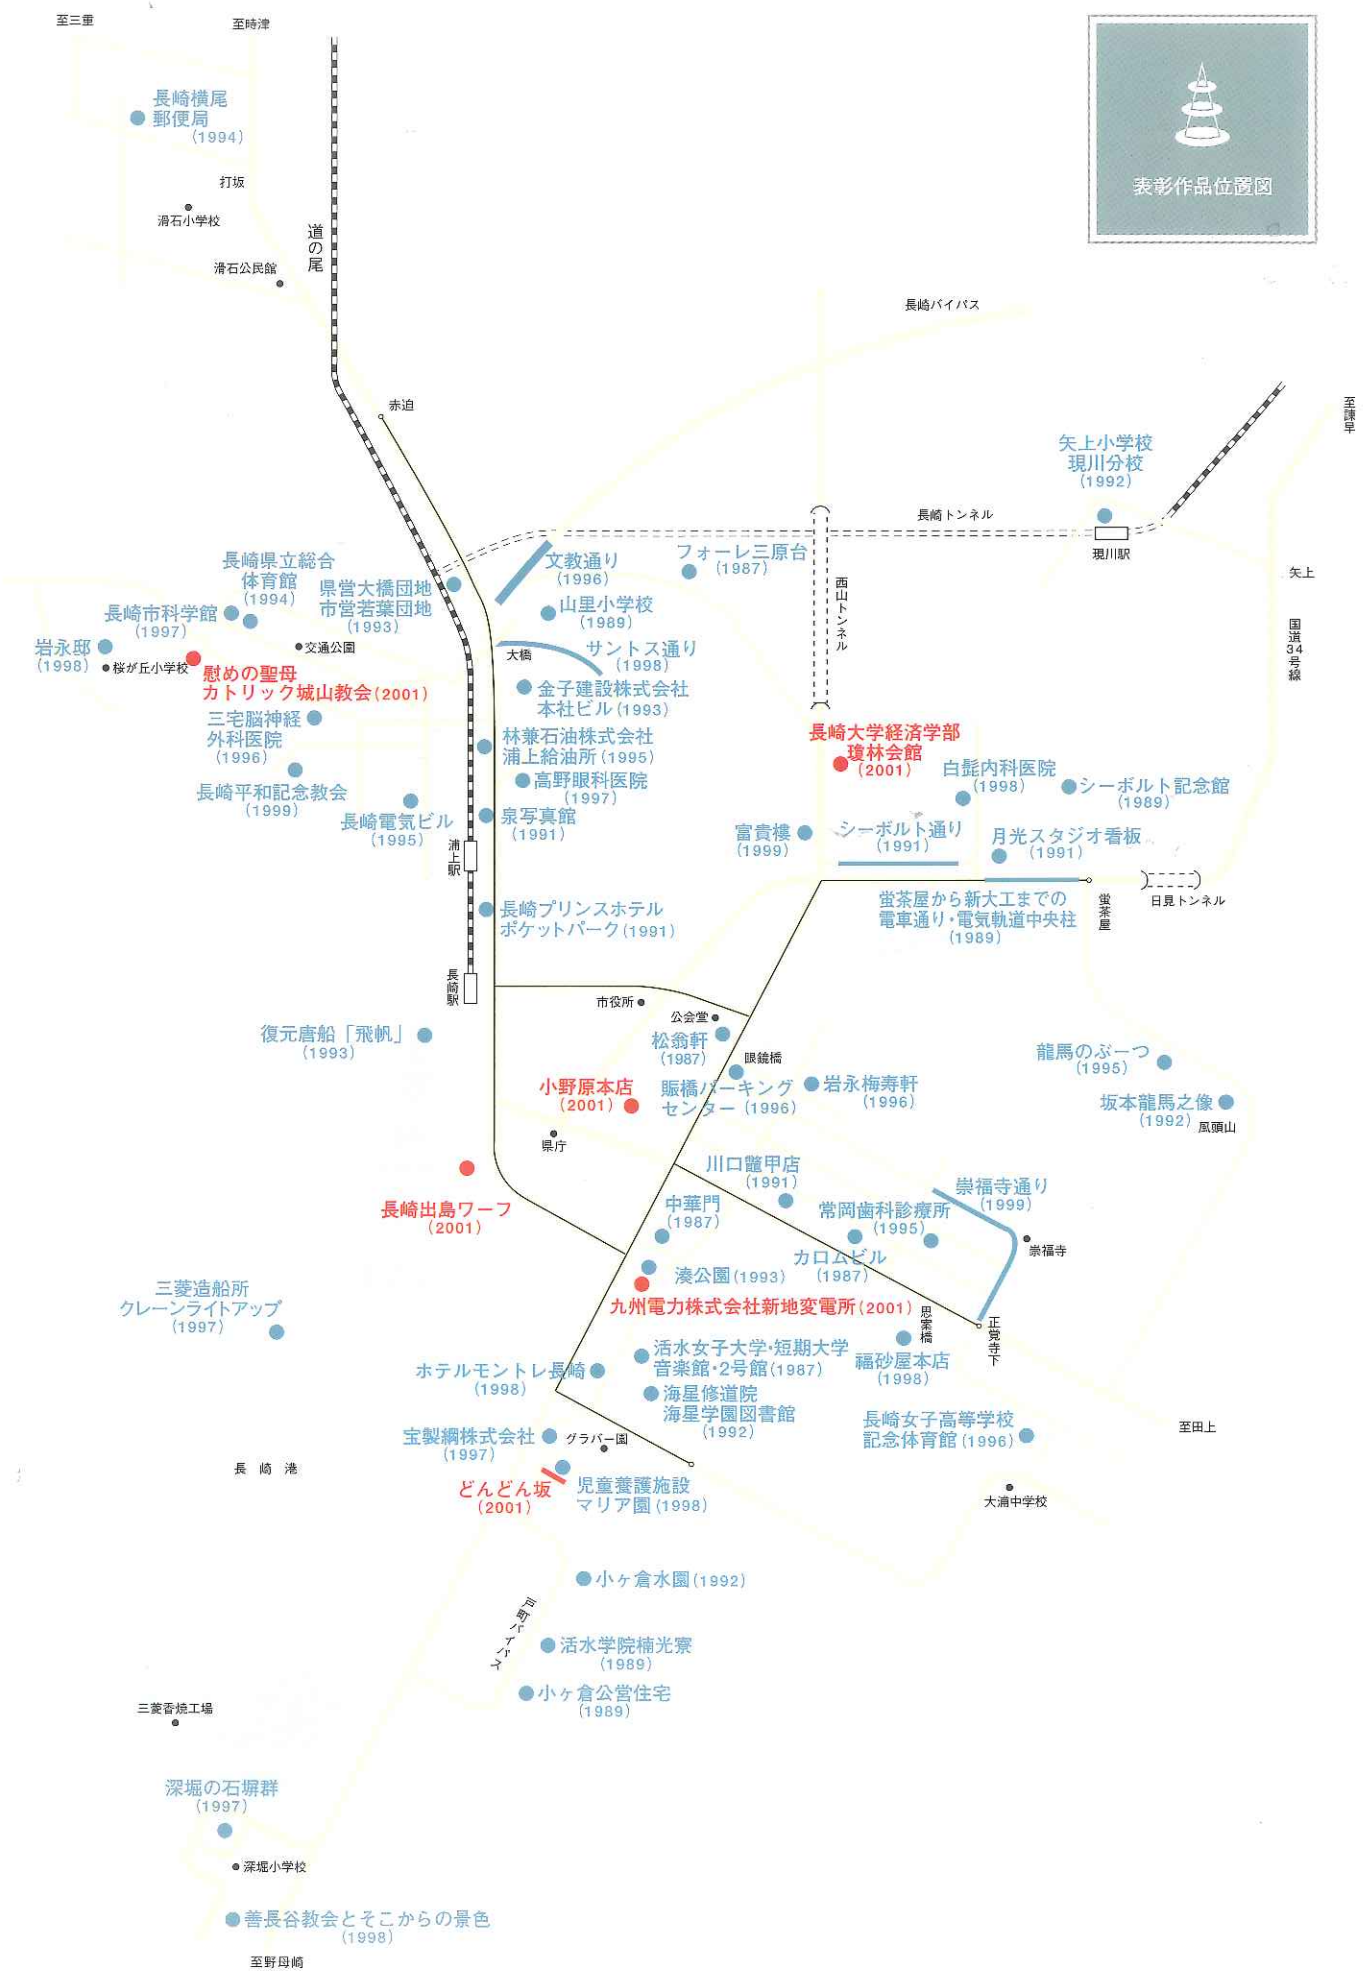 至三重
至時津
表彰作品位置図
長崎横尾
郵便局
(1994)
打坂
滑石小学校
道の尾
滑石公民館
長崎バイパス
赤迫
至諫早
矢上小学校
現川分校
(1992)
長崎トンネル
現川駅
矢上
国道34号線
長崎県立総合
体育館
(1994)
県営大橋団地
市営若葉団地
(1993)
文教通り
(1996)
フォーレ三原台
(1987)
西山トンネル
長崎市科学館
(1997)
山里小学校
(1989)
岩永邸
(1998)
桜が丘小学校
交通公園
大橋
サントス通り
(1998)
慰めの聖母
カトリック城山教会(2001)
金子建設株式会社
本社ビル(1993)
三宅脳神経
外科医院
(1996)
林兼石油株式会社
浦上給油所(1995)
長崎大学経済学部
瓊林会館
(2001)
白髭内科医院
(1998)
シーボルト記念館
(1989)
長崎平和記念教会
(1999)
高野眼科医院
(1997)
長崎電気ビル
(1995)
泉写真館
(1991)
富貴樓
(1999)
シーボルト通り
(1991)
月光スタジオ看板
(1991)
浦上駅
長崎プリンスホテル
ポケットパーク(1991)
蛍茶屋から新大工までの
電車通り・電気軌道中央柱
(1989)
蛍茶屋
日見トンネル
長崎駅
市役所
公会堂
復元唐船「飛帆」
(1993)
松翁軒
(1987)
眼鏡橋
龍馬のぶーつ
(1995)
小野原本店
(2001)
賑橋パーキング
センター(1996)
岩永梅寿軒
(1996)
坂本龍馬之像
(1992)
風頭山
県庁
長崎出島ワーフ
(2001)
川口鼈甲店
(1991)
中華門
(1987)
常岡歯科診療所
(1995)
崇福寺通り
(1999)
崇福寺
カロムビル
(1987)
湊公園(1993)
九州電力株式会社新地変電所(2001)
三菱造船所
クレーンライトアップ
(1997)
思案橋
正覚寺下
活水女子大学・短期大学
音楽館・2号館(1987)
福砂屋本店
(1998)
ホテルモントレ長崎
(1998)
海星修道院
海星学園図書館
(1992)
長崎女子高等学校
記念体育館(1996)
至田上
宝製綱株式会社
(1997)
グラバー園
長崎港
どんどん坂
(2001)
児童養護施設
マリア園(1998)
大浦中学校
小ヶ倉水園(1992)
戸町バイパス
活水学院楠光寮
(1989)
小ヶ倉公営住宅
(1989)
三菱香焼工場
深堀の石塀群
(1997)
深堀小学校
善長谷教会とそこからの景色
(1998)
至野母崎